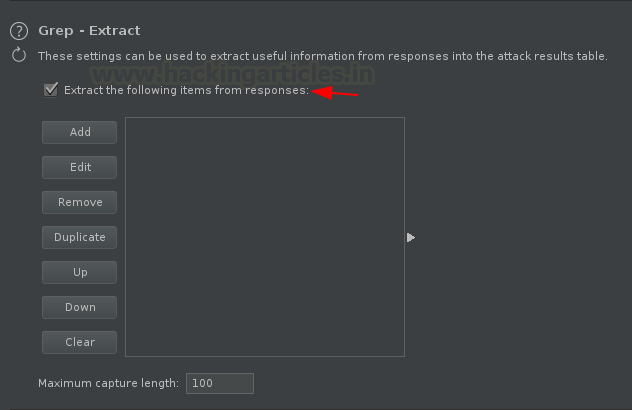 Grep - Extract
These settings can be used to extract useful information from responses into the attack results table.
www.hackingarticles.in
Extract the following items from responses:
Add
Edit
Remove
Duplicate
Up
Down
Clear
Maximum capture length: 100